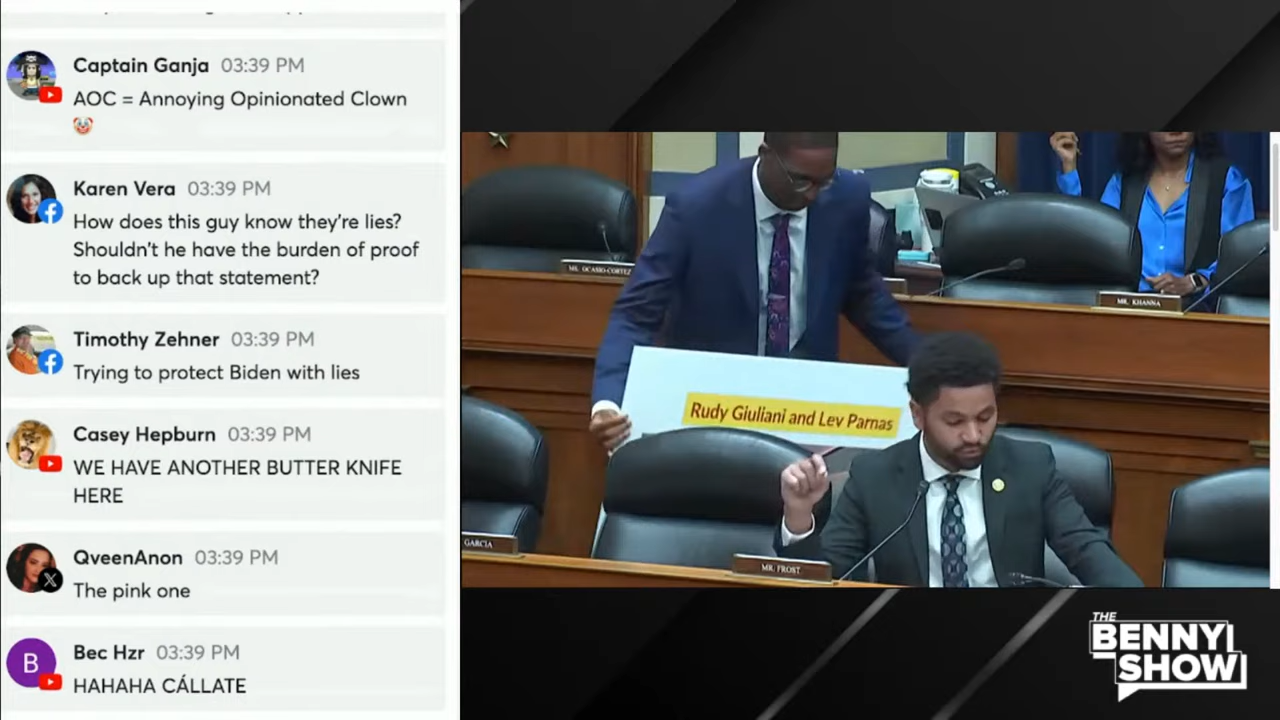 Captain Ganja 03:39 PM
AOC = Annoying Opinionated Clown
🤡
Karen Vera 03:39 PM
How does this guy know they're lies?
Shouldn't he have the burden of proof
to back up that statement?
Timothy Zehner 03:39 PM
Trying to protect Biden with lies
Casey Hepburn 03:39 PM
WE HAVE ANOTHER BUTTER KNIFE
HERE
QveenAnon 03:39 PM
The pink one
B
Bec Hzr 03:39 PM
HAHAHA CÁLLATE
MS. OCASIO-CORTEZ
MR. KHANNA
Rudy Giuliani and Lev Parnas
GARCIA
MR. FROST
THE
BENNY
SHOW